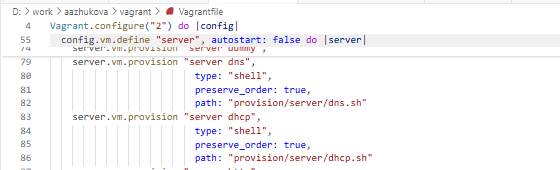 D: > work > aazhukova > vagrant > Vagrantfile
4 Vagrant.configure("2") do |config|
55 config.vm.define "server", autostart: false do |server|
74 server.vm.provision "server dummy",
79 server.vm.provision "server dns",
80 type: "shell",
81 preserve_order: true,
82 path: "provision/server/dns.sh"
83 server.vm.provision "server dhcp",
84 type: "shell",
85 preserve_order: true,
86 path: "provision/server/dhcp.sh"